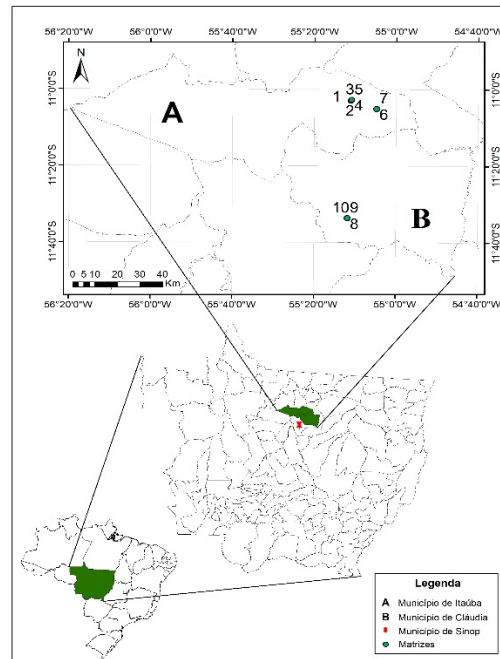 56°20'0"W 56°0'0"W 55°40'0"W 55°20'0"W 55°0'0"W 54°40'0"W
N
11°0'0"S 11°0'0"S
A
1 35 7
2 4 6
11°20'0"S 11°20'0"S
109 B
8
11°40'0"S 11°40'0"S
0 5 10 20 30 40
Km
56°20'0"W 56°0'0"W 55°40'0"W 55°20'0"W 55°0'0"W 54°40'0"W
Legenda
A Município de Itaúba
B Município de Cláudia
Município de Sinop
Matrizes